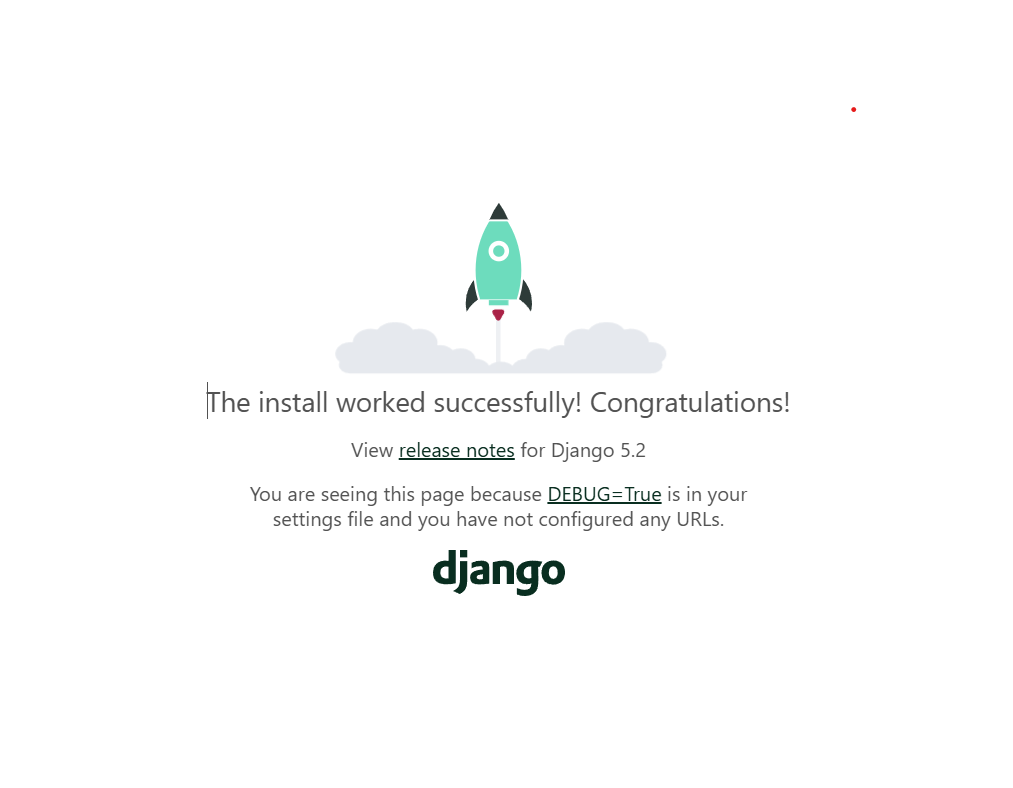 The install worked successfully! Congratulations!
View release notes for Django 5.2
You are seeing this page because DEBUG=True is in your
settings file and you have not configured any URLs.
django